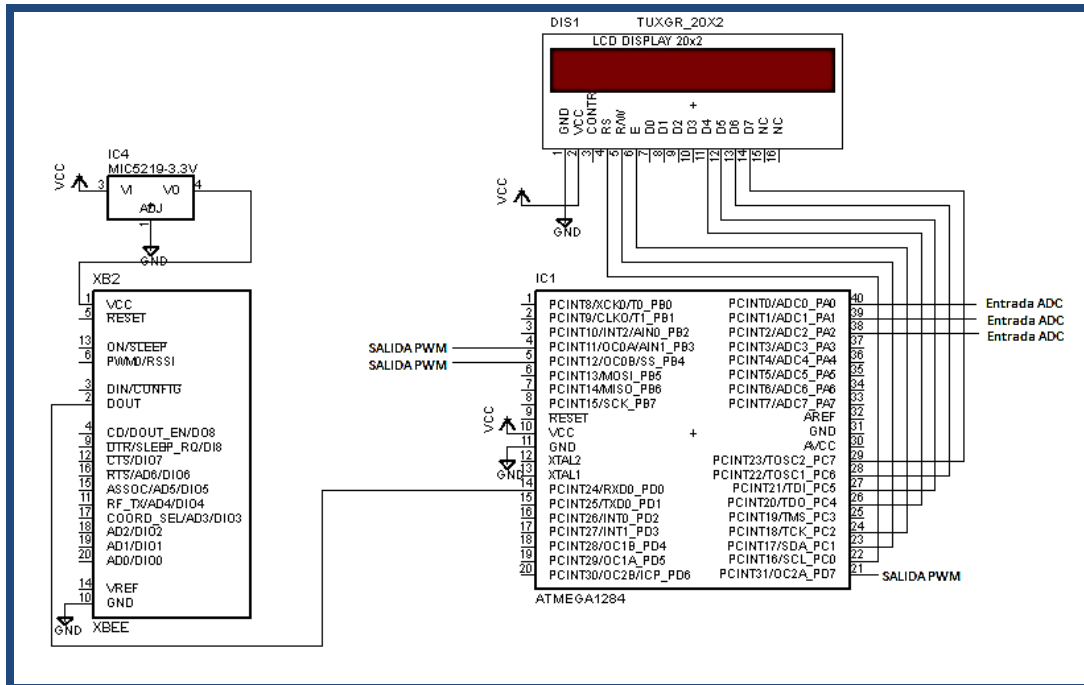 DIS1 TUXGR_20X2
LCD DISPLAY 20x2
GND
VCC
CONTR
RS
R/W
E
D0
D1
D2
D3
D4
D5
D6
D7
NC
NC
1 2 3 4 5 6 7 8 9 10 11 12 13 14 15 16
VCC
GND
IC4
MIC5219-3.3V
VCC
3 VI VO 4
ADJ
1
GND
XB2
1 VCC
5 RESET
13 ON/SLEEP
6 PWM0/RSSI
3 DIN/CONFIG
2 DOUT
4 CD/DOUT_EN/DO8
9 DTR/SLEEP_RQ/DI8
12 CTS/DIO7
16 RTS/AD6/DIO6
15 ASSOC/AD5/DIO5
11 RF_TX/AD4/DIO4
17 COORD_SEL/AD3/DIO3
18 AD2/DIO2
19 AD1/DIO1
20 AD0/DIO0
14 VREF
10 GND
GND
XBEE
IC1
1 PCINT8/XCK0/T0_PB0 PCINT0/ADC0_PA0 40 Entrada ADC
2 PCINT9/CLKO/T1_PB1 PCINT1/ADC1_PA1 39 Entrada ADC
3 PCINT10/INT2/AIN0_PB2 PCINT2/ADC2_PA2 38 Entrada ADC
SALIDA PWM 4 PCINT11/OC0A/AIN1_PB3 PCINT3/ADC3_PA3 37
SALIDA PWM 5 PCINT12/OC0B/SS_PB4 PCINT4/ADC4_PA4 36
6 PCINT13/MOSI_PB5 PCINT5/ADC5_PA5 35
7 PCINT14/MISO_PB6 PCINT6/ADC6_PA6 34
8 PCINT15/SCK_PB7 PCINT7/ADC7_PA7 33
9 RESET AREF 32
VCC 10 VCC GND 31
11 GND AVCC 30
GND 12 XTAL2 PCINT23/TOSC2_PC7 29
13 XTAL1 PCINT22/TOSC1_PC6 28
14 PCINT24/RXD0_PD0 PCINT21/TDI_PC5 27
15 PCINT25/TXD0_PD1 PCINT20/TDO_PC4 26
16 PCINT26/INT0_PD2 PCINT19/TMS_PC3 25
17 PCINT27/INT1_PD3 PCINT18/TCK_PC2 24
18 PCINT28/OC1B_PD4 PCINT17/SDA_PC1 23
19 PCINT29/OC1A_PD5 PCINT16/SCL_PC0 22
20 PCINT30/OC2B/ICP_PD6 PCINT31/OC2A_PD7 21 SALIDA PWM
ATMEGA1284